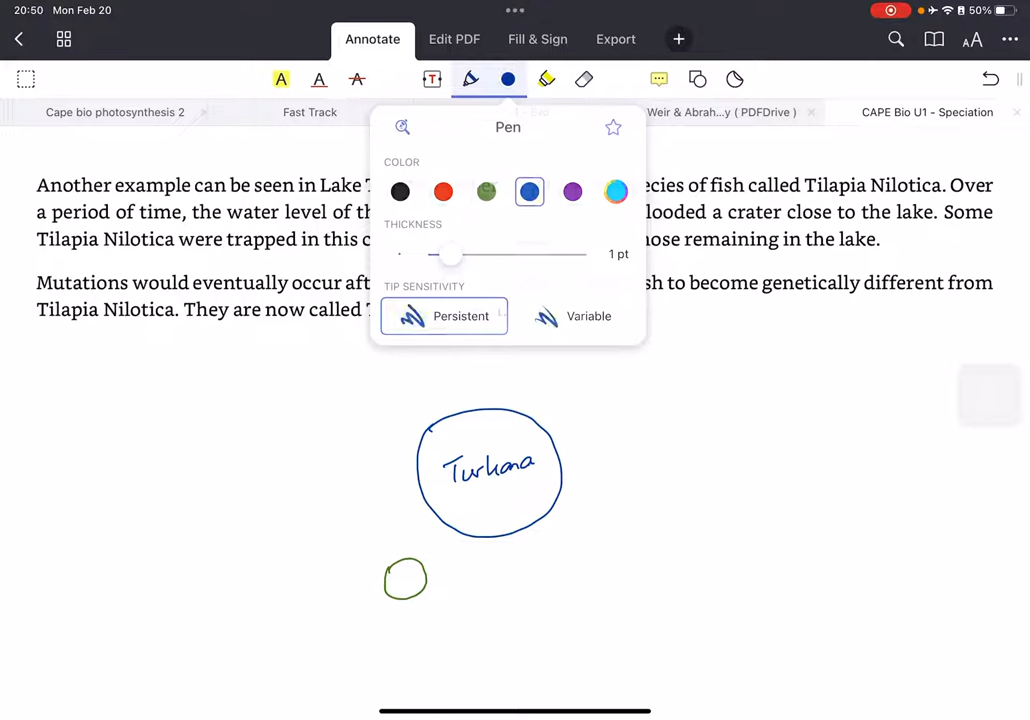 20:50 Mon Feb 20
50%
Annotate Edit PDF Fill & Sign Export
AA
A A A T
Cape bio photosynthesis 2 Fast Track 1 - Evo Weir & Abrah...y ( PDFDrive ) CAPE Bio U1 - Speciation
Pen
COLOR
THICKNESS
1 pt
TIP SENSITIVITY
Persistent Variable
Another example can be seen in Lake ecies of fish called Tilapia Nilotica. Over
a period of time, the water level of th looded a crater close to the lake. Some
Tilapia Nilotica were trapped in this c hose remaining in the lake.
Mutations would eventually occur aft sh to become genetically different from
Tilapia Nilotica. They are now called
Turkana